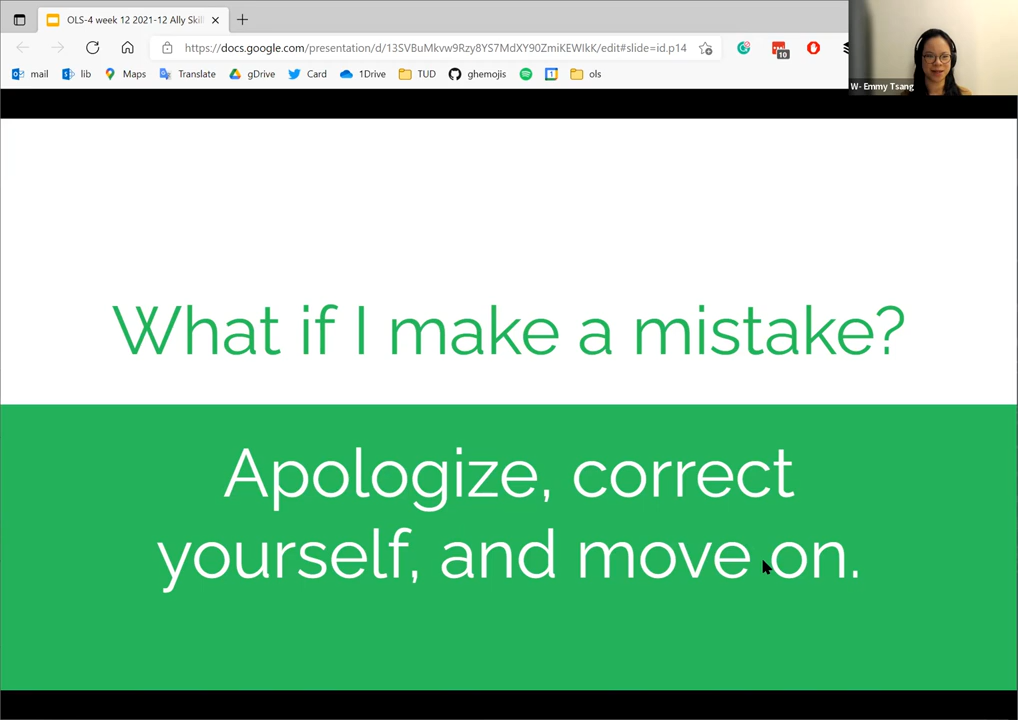 OLS-4 week 12 2021-12 Ally Skil
https://docs.google.com/presentation/d/13SVBuMkvw9Rzy8YS7MdXY90ZmiKEWIkK/edit#slide=id.p14
10
mail lib Maps Translate gDrive Card 1Drive TUD ghemojis ols
W- Emmy Tsang
What if I make a mistake?
Apologize, correct
yourself, and move on.